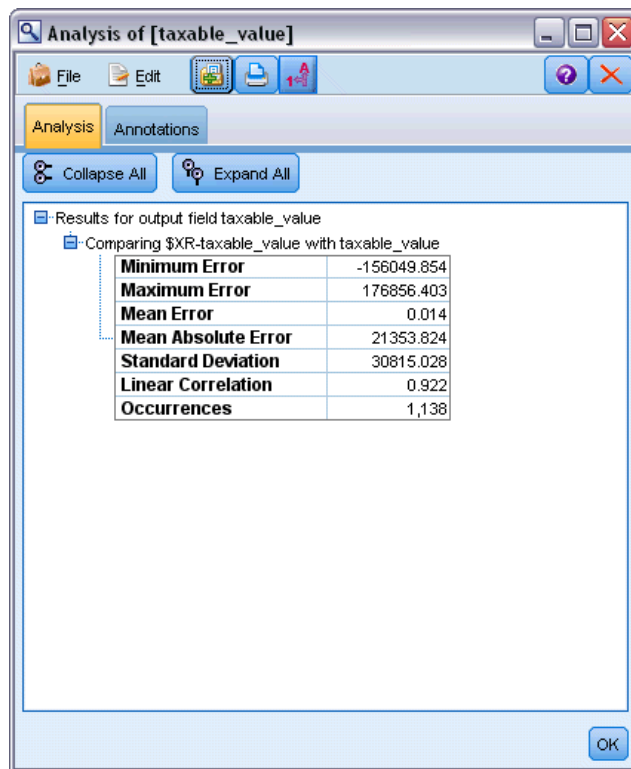 Analysis of [taxable_value]
File Edit
Analysis Annotations
Collapse All Expand All
Results for output field taxable_value
Comparing $XR-taxable_value with taxable_value
Minimum Error -156049.854
Maximum Error 176856.403
Mean Error 0.014
Mean Absolute Error 21353.824
Standard Deviation 30815.028
Linear Correlation 0.922
Occurrences 1,138
OK